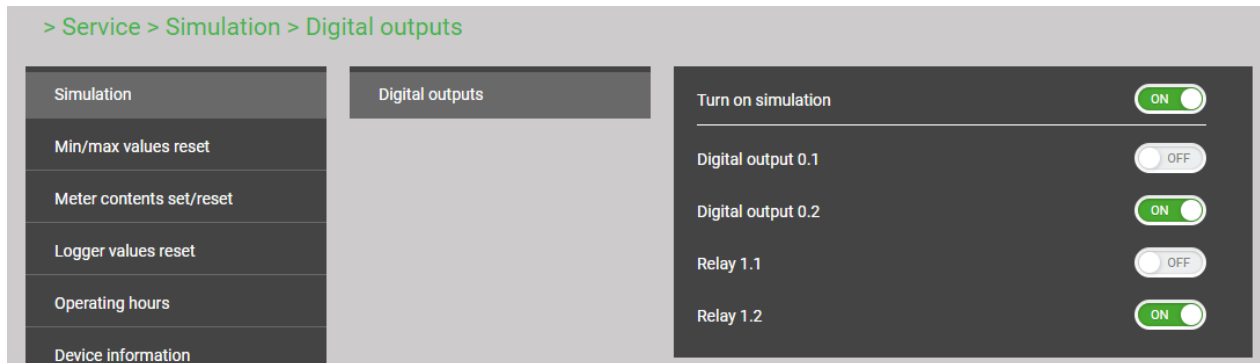 > Service > Simulation > Digital outputs
Simulation
Min/max values reset
Meter contents set/reset
Logger values reset
Operating hours
Device information
Digital outputs
Turn on simulation ON
Digital output 0.1 OFF
Digital output 0.2 ON
Relay 1.1 OFF
Relay 1.2 ON